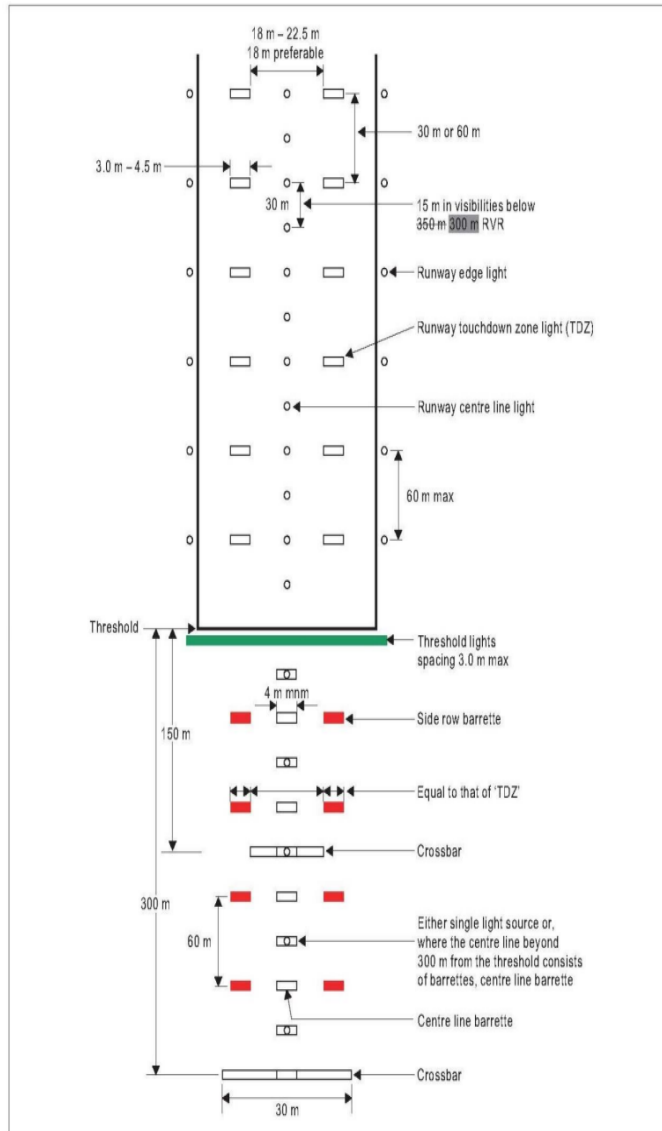 18 m – 22.5 m
18 m preferable
30 m or 60 m
3.0 m – 4.5 m
30 m
15 m in visibilities below
350 m 300 m RVR
Runway edge light
Runway touchdown zone light (TDZ)
Runway centre line light
60 m max
Threshold
Threshold lights
spacing 3.0 m max
4 m mnm
Side row barrette
150 m
Equal to that of ‘TDZ’
Crossbar
300 m
60 m
Either single light source or,
where the centre line beyond
300 m from the threshold consists
of barrettes, centre line barrette
Centre line barrette
Crossbar
30 m